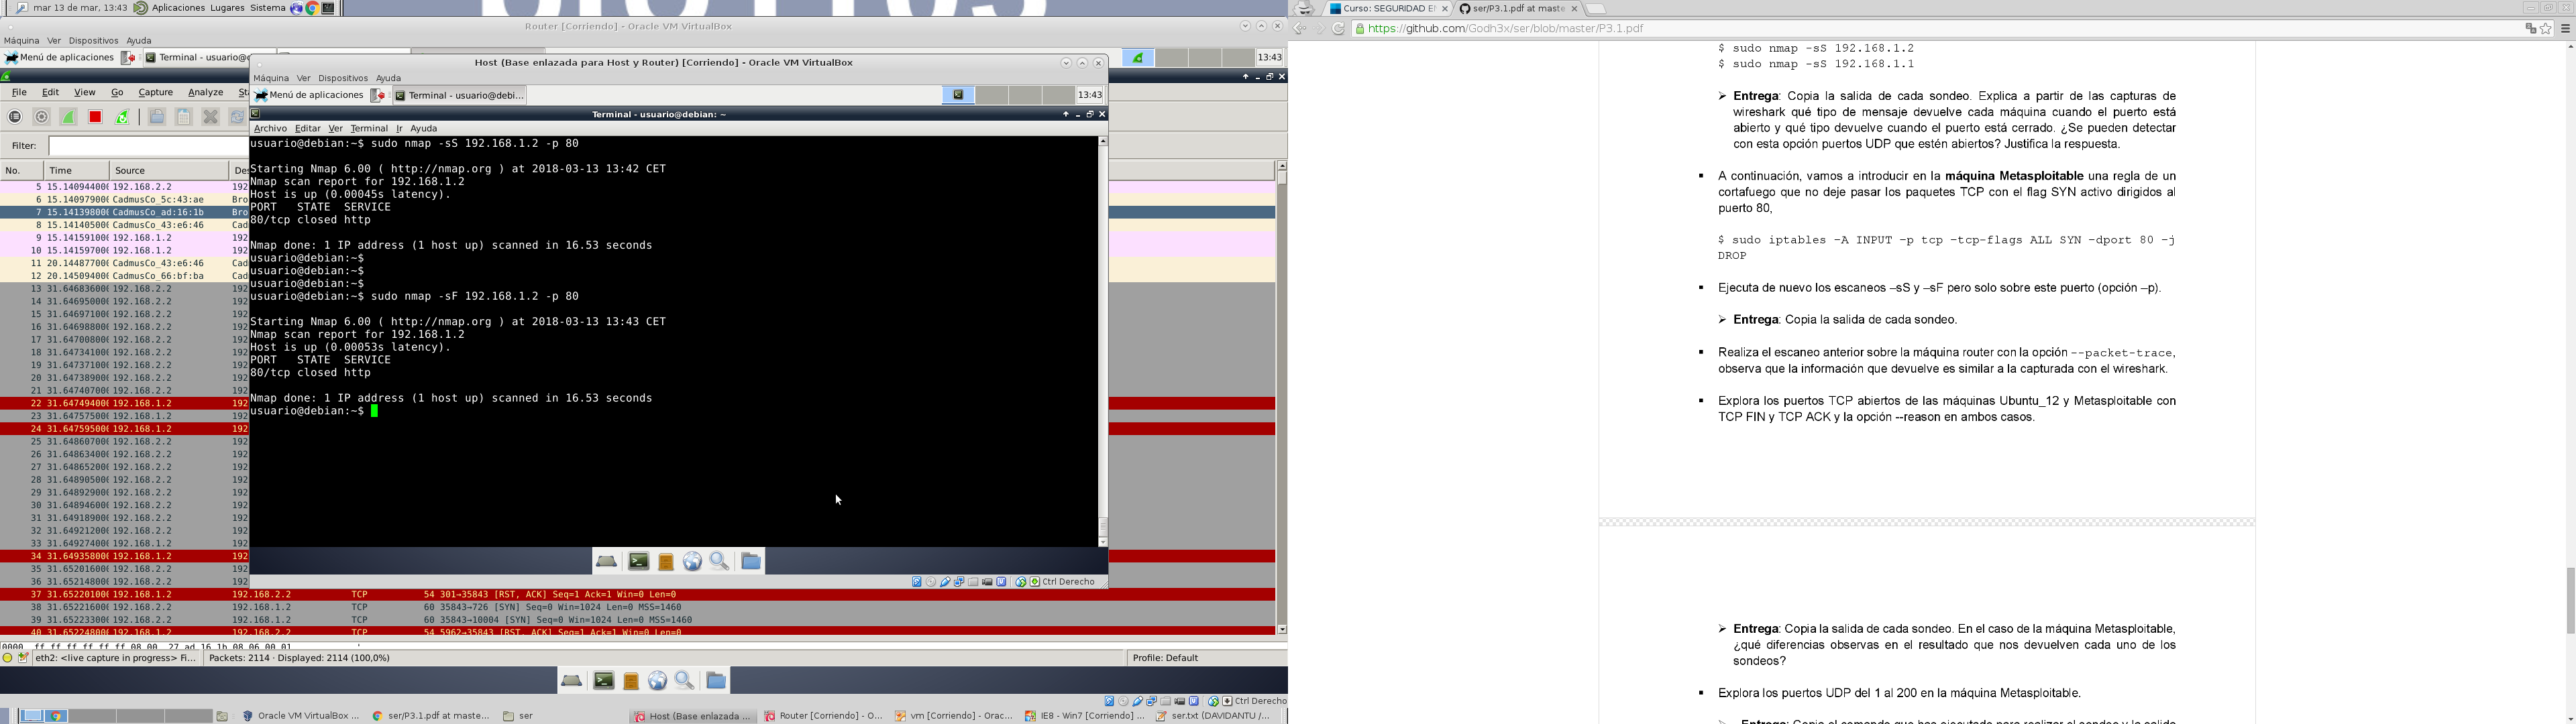 mar 13 de mar, 13:43
Aplicaciones Lugares Sistema
Router [Corriendo] - Oracle VM VirtualBox
Máquina Ver Dispositivos Ayuda
Menú de aplicaciones
Terminal - usuario@
13:43
File Edit View Go Capture Analyze
Filter:
No. Time Source
5 15.14094400 192.168.2.2 192
6 15.14097900 CadmusCo_5c:43:ae Bro
7 15.14139800 CadmusCo_ad:16:1b Bro
8 15.14140500 CadmusCo_43:e6:46 Cad
9 15.14159100 192.168.1.2 192
10 15.14159700 192.168.1.2 192
11 20.14487700 CadmusCo_43:e6:46 Cad
12 20.14509400 CadmusCo_66:bf:ba Cad
13 31.64683600 192.168.2.2 192
14 31.64695000 192.168.2.2 192
15 31.64697100 192.168.2.2 192
16 31.64698800 192.168.2.2 192
17 31.64700800 192.168.2.2 192
18 31.64734100 192.168.2.2 192
19 31.64737100 192.168.2.2 192
20 31.64738900 192.168.2.2 192
21 31.64740700 192.168.2.2 192
22 31.64749400 192.168.1.2 192
23 31.64757500 192.168.1.2 192
24 31.64759500 192.168.1.2 192
25 31.64860700 192.168.2.2 192
26 31.64863400 192.168.2.2 192
27 31.64865200 192.168.2.2 192
28 31.64890500 192.168.2.2 192
29 31.64892900 192.168.2.2 192
30 31.64894600 192.168.2.2 192
31 31.64918900 192.168.2.2 192
32 31.64921200 192.168.2.2 192
33 31.64927400 192.168.2.2 192
34 31.64935800 192.168.1.2 192
35 31.65201600 192.168.2.2 192
36 31.65214800 192.168.2.2 192
37 31.65220100 192.168.1.2 192.168.2.2 TCP 54 301→35843 [RST, ACK] Seq=1 Ack=1 Win=0 Len=0
38 31.65221600 192.168.2.2 192.168.1.2 TCP 60 35843→726 [SYN] Seq=0 Win=1024 Len=0 MSS=1460
39 31.65223300 192.168.2.2 192.168.1.2 TCP 60 35843→10004 [SYN] Seq=0 Win=1024 Len=0 MSS=1460
40 31.65224800 192.168.1.2 192.168.2.2 TCP 54 5962→35843 [RST, ACK] Seq=1 Ack=1 Win=0 Len=0
0000 ff ff ff ff ff ff 08 00 27 ad 16 1b 08 06 00 01
eth2: <live capture in progress> Fi... Packets: 2114 · Displayed: 2114 (100,0%) Profile: Default
Ctrl Derecho
Host (Base enlazada para Host y Router) [Corriendo] - Oracle VM VirtualBox
Máquina Ver Dispositivos Ayuda
Menú de aplicaciones
Terminal - usuario@debi...
13:43
Terminal - usuario@debian: ~
Archivo Editar Ver Terminal Ir Ayuda
usuario@debian:~$ sudo nmap -sS 192.168.1.2 -p 80
Starting Nmap 6.00 ( http://nmap.org ) at 2018-03-13 13:42 CET
Nmap scan report for 192.168.1.2
Host is up (0.00045s latency).
PORT STATE SERVICE
80/tcp closed http
Nmap done: 1 IP address (1 host up) scanned in 16.53 seconds
usuario@debian:~$
usuario@debian:~$
usuario@debian:~$
usuario@debian:~$ sudo nmap -sF 192.168.1.2 -p 80
Starting Nmap 6.00 ( http://nmap.org ) at 2018-03-13 13:43 CET
Nmap scan report for 192.168.1.2
Host is up (0.00053s latency).
PORT STATE SERVICE
80/tcp closed http
Nmap done: 1 IP address (1 host up) scanned in 16.53 seconds
usuario@debian:~$
Ctrl Derecho
Oracle VM VirtualBox ...
ser/P3.1.pdf at maste...
ser
Host (Base enlazada ...
Router [Corriendo] - O...
vm [Corriendo] - Orac...
IE8 - Win7 [Corriendo] ...
ser.txt (DAVIDANTU /...
Curso: SEGURIDAD E
ser/P3.1.pdf at maste
https://github.com/Godh3x/ser/blob/master/P3.1.pdf
$ sudo nmap -sS 192.168.1.2
$ sudo nmap -sS 192.168.1.1
➢ Entrega: Copia la salida de cada sondeo. Explica a partir de las capturas de
wireshark qué tipo de mensaje devuelve cada máquina cuando el puerto está
abierto y qué tipo devuelve cuando el puerto está cerrado. ¿Se pueden detectar
con esta opción puertos UDP que estén abiertos? Justifica la respuesta.
▪ A continuación, vamos a introducir en la máquina Metasploitable una regla de un
cortafuego que no deje pasar los paquetes TCP con el flag SYN activo dirigidos al
puerto 80,
$ sudo iptables –A INPUT –p tcp –tcp-flags ALL SYN –dport 80 –j
DROP
▪ Ejecuta de nuevo los escaneos –sS y –sF pero solo sobre este puerto (opción –p).
➢ Entrega: Copia la salida de cada sondeo.
▪ Realiza el escaneo anterior sobre la máquina router con la opción --packet-trace,
observa que la información que devuelve es similar a la capturada con el wireshark.
▪ Explora los puertos TCP abiertos de las máquinas Ubuntu_12 y Metasploitable con
TCP FIN y TCP ACK y la opción --reason en ambos casos.
➢ Entrega: Copia la salida de cada sondeo. En el caso de la máquina Metasploitable,
¿qué diferencias observas en el resultado que nos devuelven cada uno de los
sondeos?
▪ Explora los puertos UDP del 1 al 200 en la máquina Metasploitable.
➢ Entrega: Copia el comando que has ejecutado para realizar el sondeo y la salida